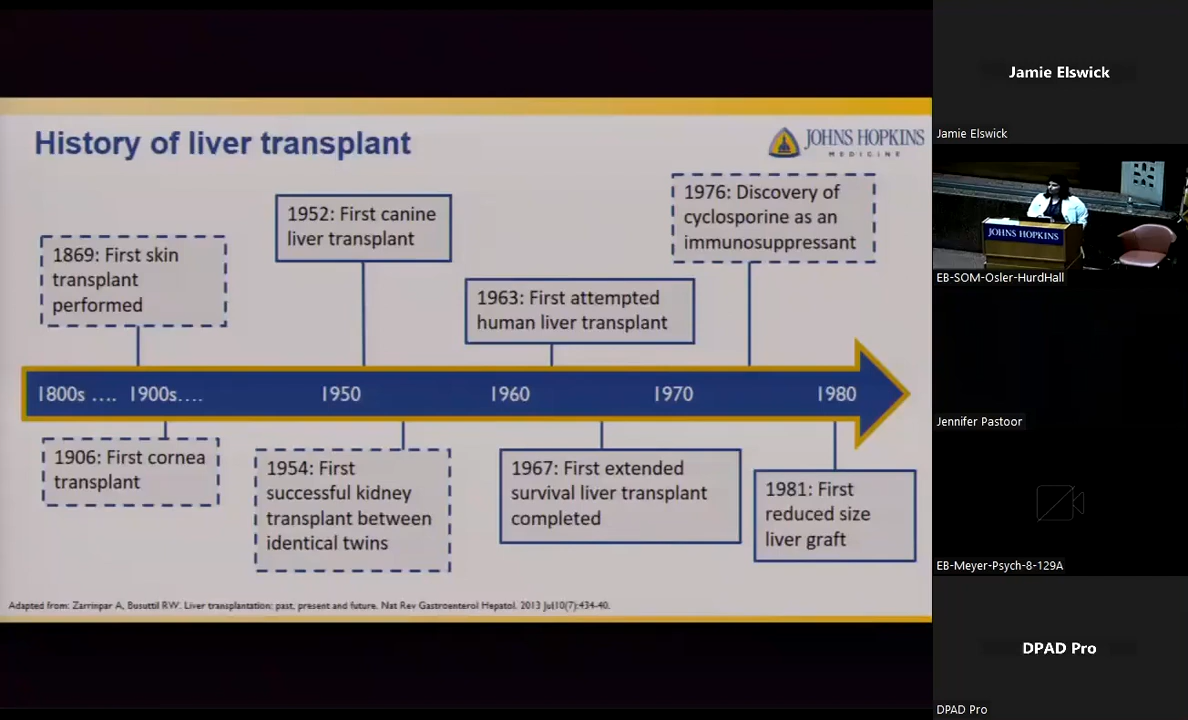 History of liver transplant
JOHNS HOPKINS
MEDICINE
1869: First skin
transplant
performed
1952: First canine
liver transplant
1963: First attempted
human liver transplant
1976: Discovery of
cyclosporine as an
immunosuppressant
1800s .... 1900s.... 1950 1960 1970 1980
1906: First cornea
transplant
1954: First
successful kidney
transplant between
identical twins
1967: First extended
survival liver transplant
completed
1981: First
reduced size
liver graft
Adapted from: Zarrinpar A, Busuttil RW. Liver transplantation: past, present and future. Nat Rev Gastroenterol Hepatol. 2013 Jul;10(7):434-40.
Jamie Elswick
Jamie Elswick
JOHNS HOPKINS
EB-SOM-Osler-HurdHall
Jennifer Pastoor
EB-Meyer-Psych-8-129A
DPAD Pro
DPAD Pro